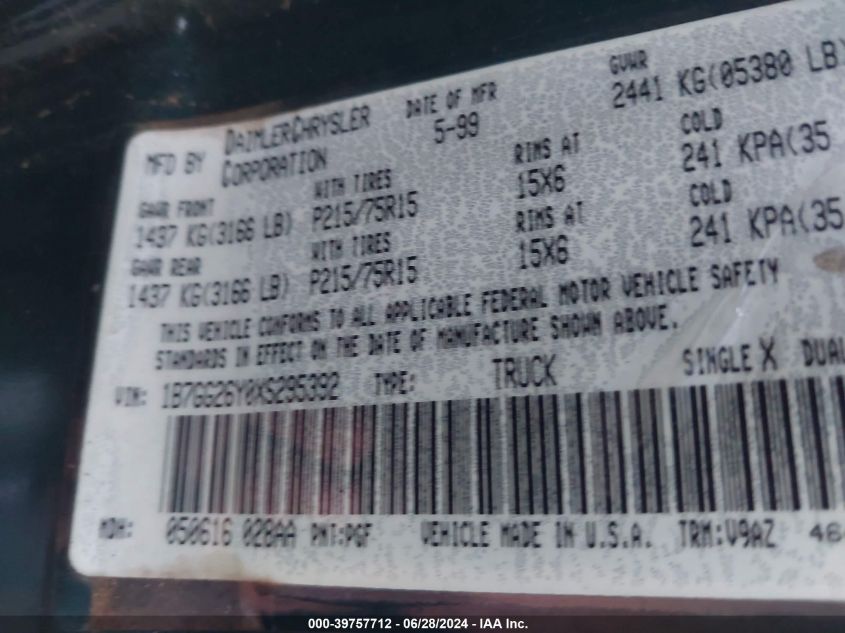 MFD BY DAIMLERCHRYSLER CORPORATION DATE OF MFR 5-99 GVWR 2441 KG(05380 LB)
GAWR FRONT WITH TIRES RIMS AT COLD
1437 KG(3166 LB) P215/75R15 15X6 241 KPA(35
GAWR REAR WITH TIRES RIMS AT COLD
1437 KG(3166 LB) P215/75R15 15X6 241 KPA(35
THIS VEHICLE CONFORMS TO ALL APPLICABLE FEDERAL MOTOR VEHICLE SAFETY
STANDARDS IN EFFECT ON THE DATE OF MANUFACTURE SHOWN ABOVE.
VIN: 1B7GG26Y0XS295392 TYPE: TRUCK SINGLE X DUAL
MDH: 050616 028AA PNT:PGF VEHICLE MADE IN U.S.A. TRM:V9AZ 46
000-39757712 - 06/28/2024 - IAA Inc.